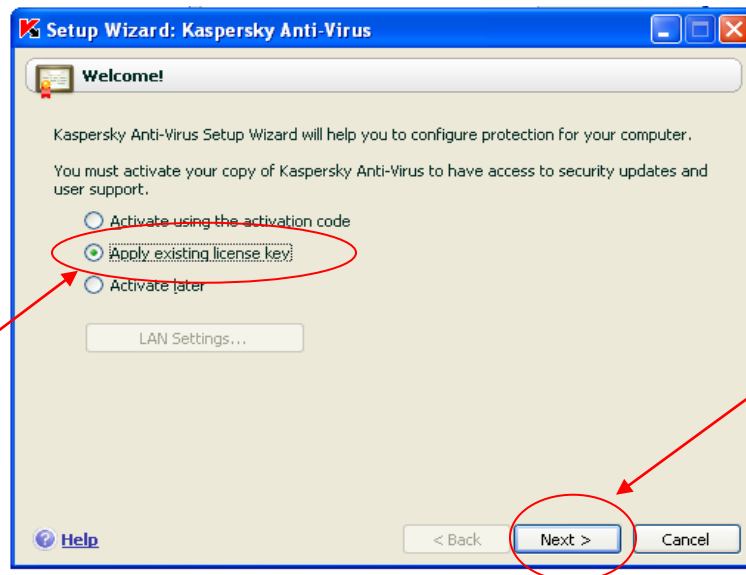 Setup Wizard: Kaspersky Anti-Virus
Welcome!
Kaspersky Anti-Virus Setup Wizard will help you to configure protection for your computer.
You must activate your copy of Kaspersky Anti-Virus to have access to security updates and
user support.
Activate using the activation code
Apply existing license key
Activate later
LAN Settings...
Help
< Back
Next >
Cancel